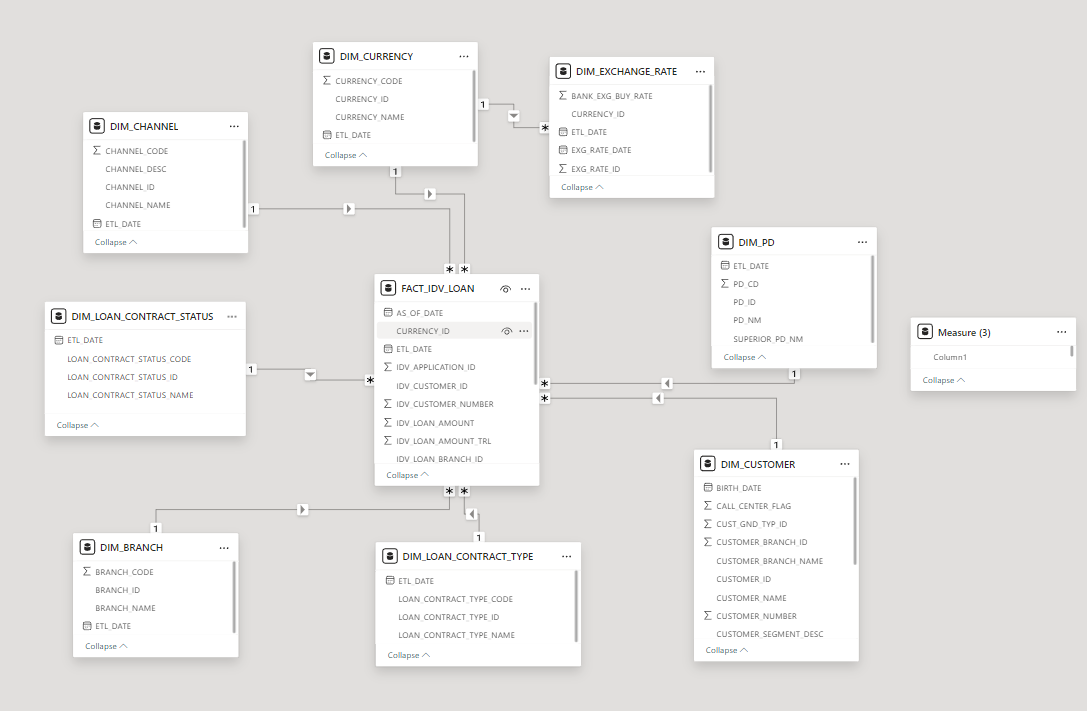 DIM_CURRENCY
CURRENCY_CODE
CURRENCY_ID
CURRENCY_NAME
ETL_DATE
Collapse
DIM_EXCHANGE_RATE
BANK_EXG_BUY_RATE
CURRENCY_ID
ETL_DATE
EXG_RATE_DATE
EXG_RATE_ID
Collapse
1
*
1
DIM_CHANNEL
CHANNEL_CODE
CHANNEL_DESC
CHANNEL_ID
CHANNEL_NAME
ETL_DATE
Collapse
1
*
*
DIM_LOAN_CONTRACT_STATUS
ETL_DATE
LOAN_CONTRACT_STATUS_CODE
LOAN_CONTRACT_STATUS_ID
LOAN_CONTRACT_STATUS_NAME
Collapse
1
*
FACT_IDV_LOAN
AS_OF_DATE
CURRENCY_ID
ETL_DATE
IDV_APPLICATION_ID
IDV_CUSTOMER_ID
IDV_CUSTOMER_NUMBER
IDV_LOAN_AMOUNT
IDV_LOAN_AMOUNT_TRL
IDV_LOAN_BRANCH_ID
Collapse
*
*
*
*
DIM_PD
ETL_DATE
PD_CD
PD_ID
PD_NM
SUPERIOR_PD_NM
Collapse
1
Measure (3)
Column1
Collapse
1
DIM_BRANCH
BRANCH_CODE
BRANCH_ID
BRANCH_NAME
ETL_DATE
Collapse
1
DIM_LOAN_CONTRACT_TYPE
ETL_DATE
LOAN_CONTRACT_TYPE_CODE
LOAN_CONTRACT_TYPE_ID
LOAN_CONTRACT_TYPE_NAME
Collapse
1
DIM_CUSTOMER
BIRTH_DATE
CALL_CENTER_FLAG
CUST_GND_TYP_ID
CUSTOMER_BRANCH_ID
CUSTOMER_BRANCH_NAME
CUSTOMER_ID
CUSTOMER_NAME
CUSTOMER_NUMBER
CUSTOMER_SEGMENT_DESC
Collapse